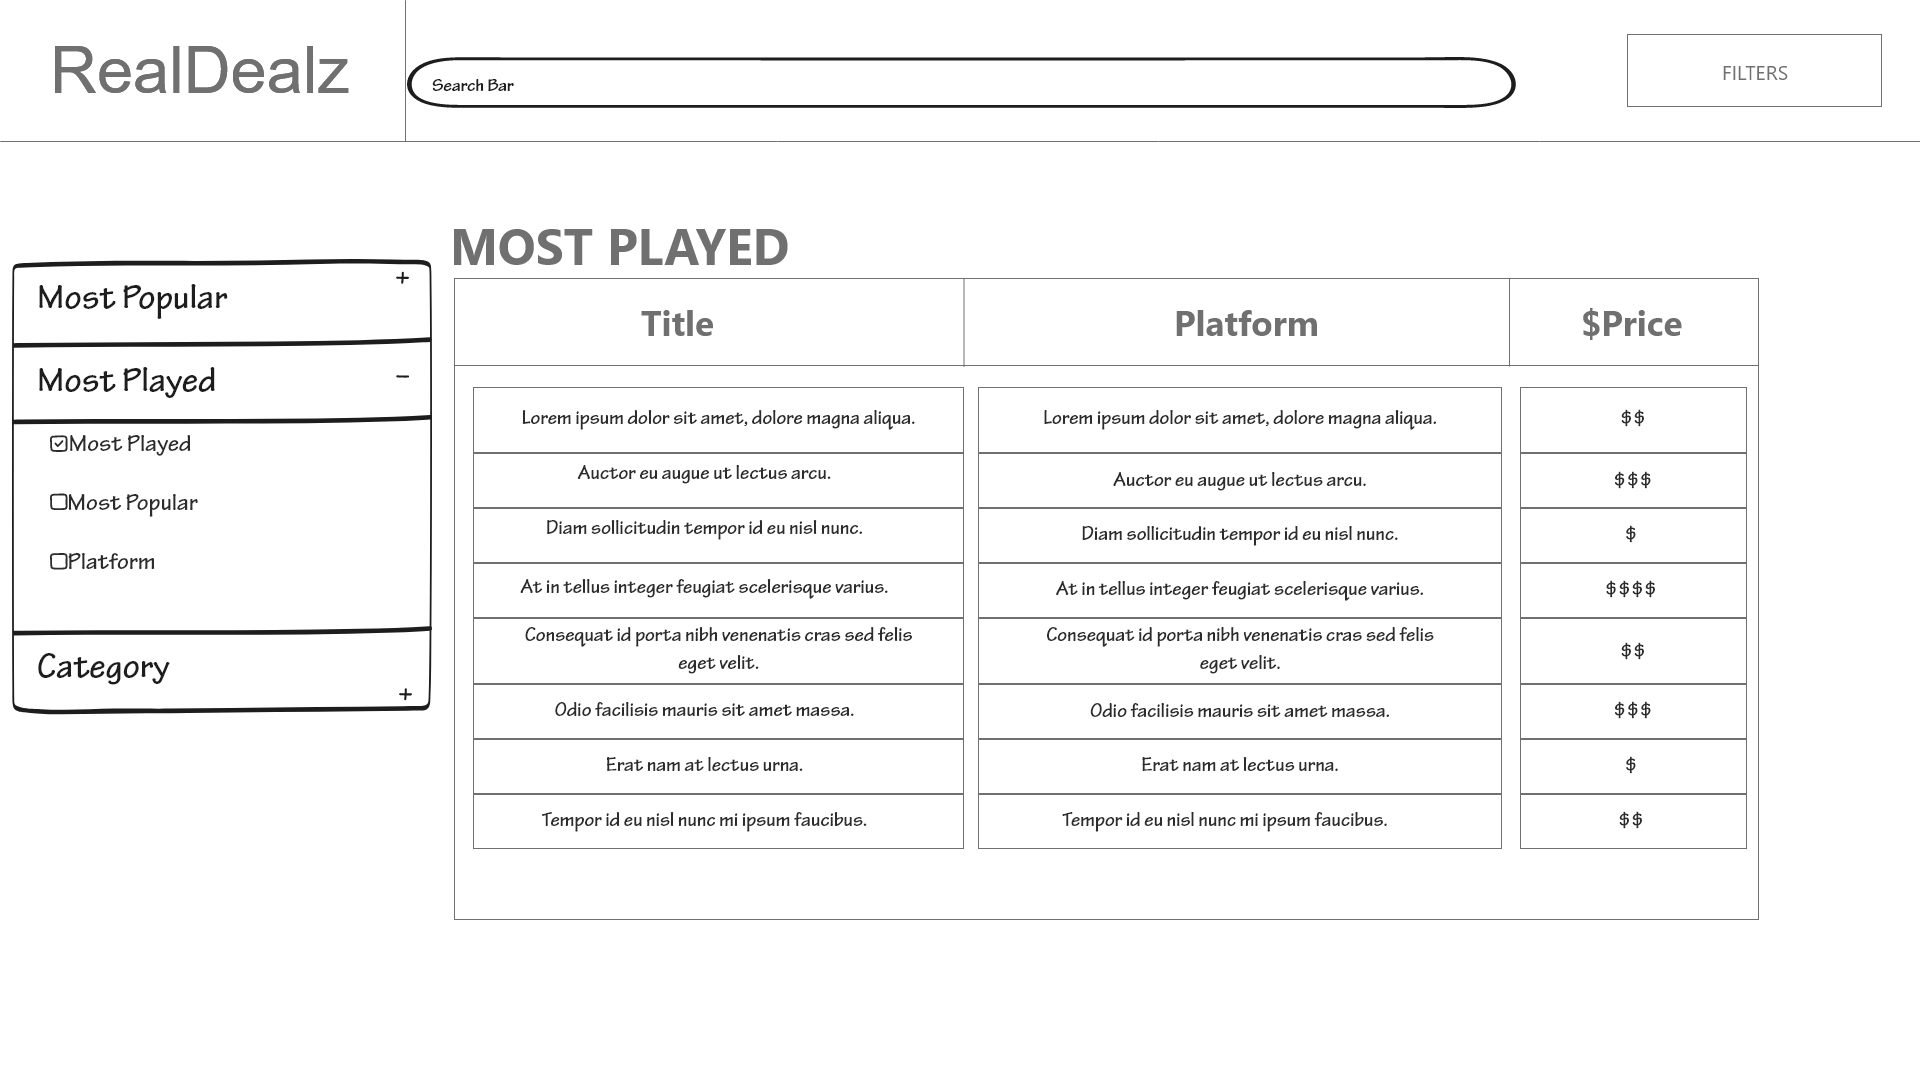 RealDealz
Search Bar
FILTERS
MOST PLAYED
Most Popular
+
Most Played
−
Most Played
Most Popular
Platform
Category
+
Title Platform $Price
Lorem ipsum dolor sit amet, dolore magna aliqua. Lorem ipsum dolor sit amet, dolore magna aliqua. $$
Auctor eu augue ut lectus arcu. Auctor eu augue ut lectus arcu. $$$
Diam sollicitudin tempor id eu nisl nunc. Diam sollicitudin tempor id eu nisl nunc. $
At in tellus integer feugiat scelerisque varius. At in tellus integer feugiat scelerisque varius. $$$$
Consequat id porta nibh venenatis cras sed felis
eget velit.
Consequat id porta nibh venenatis cras sed felis
eget velit.
$$
Odio facilisis mauris sit amet massa. Odio facilisis mauris sit amet massa. $$$
Erat nam at lectus urna. Erat nam at lectus urna. $
Tempor id eu nisl nunc mi ipsum faucibus. Tempor id eu nisl nunc mi ipsum faucibus. $$